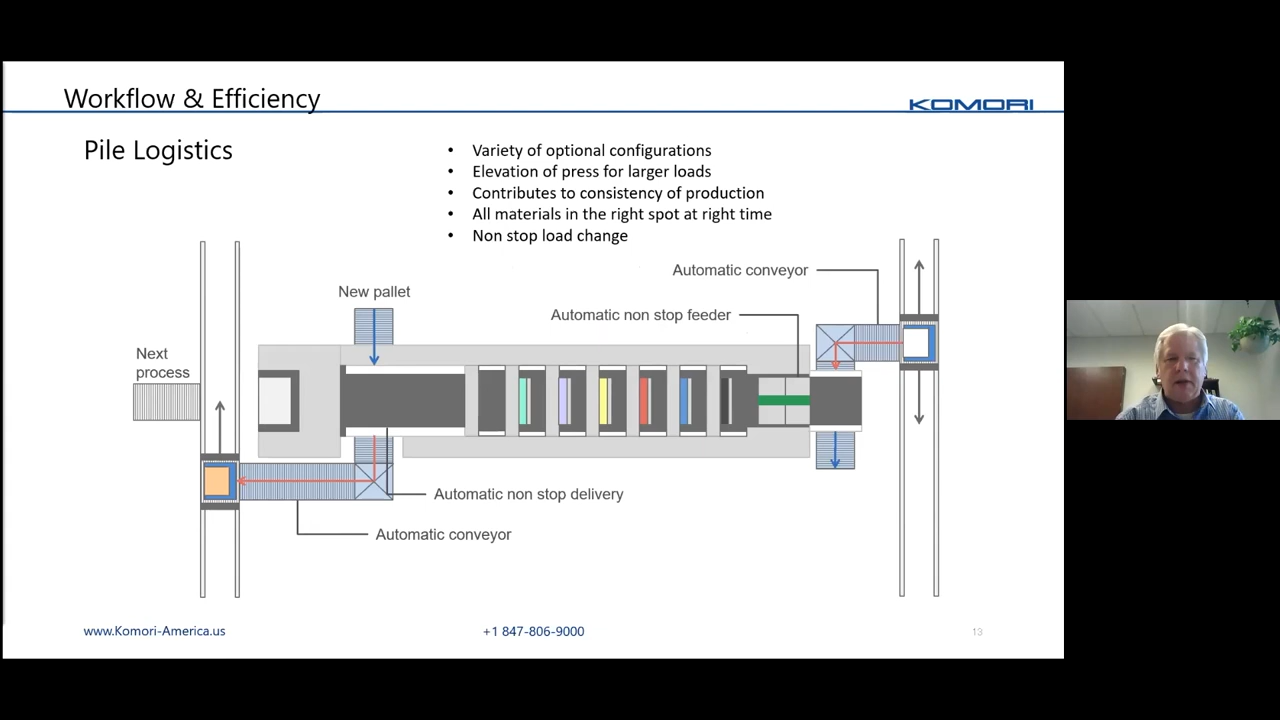 Workflow & Efficiency
KOMORI
Pile Logistics
• Variety of optional configurations
• Elevation of press for larger loads
• Contributes to consistency of production
• All materials in the right spot at right time
• Non stop load change
Automatic conveyor
New pallet
Automatic non stop feeder
Next
process
Automatic non stop delivery
Automatic conveyor
www.Komori-America.us
+1 847-806-9000
13